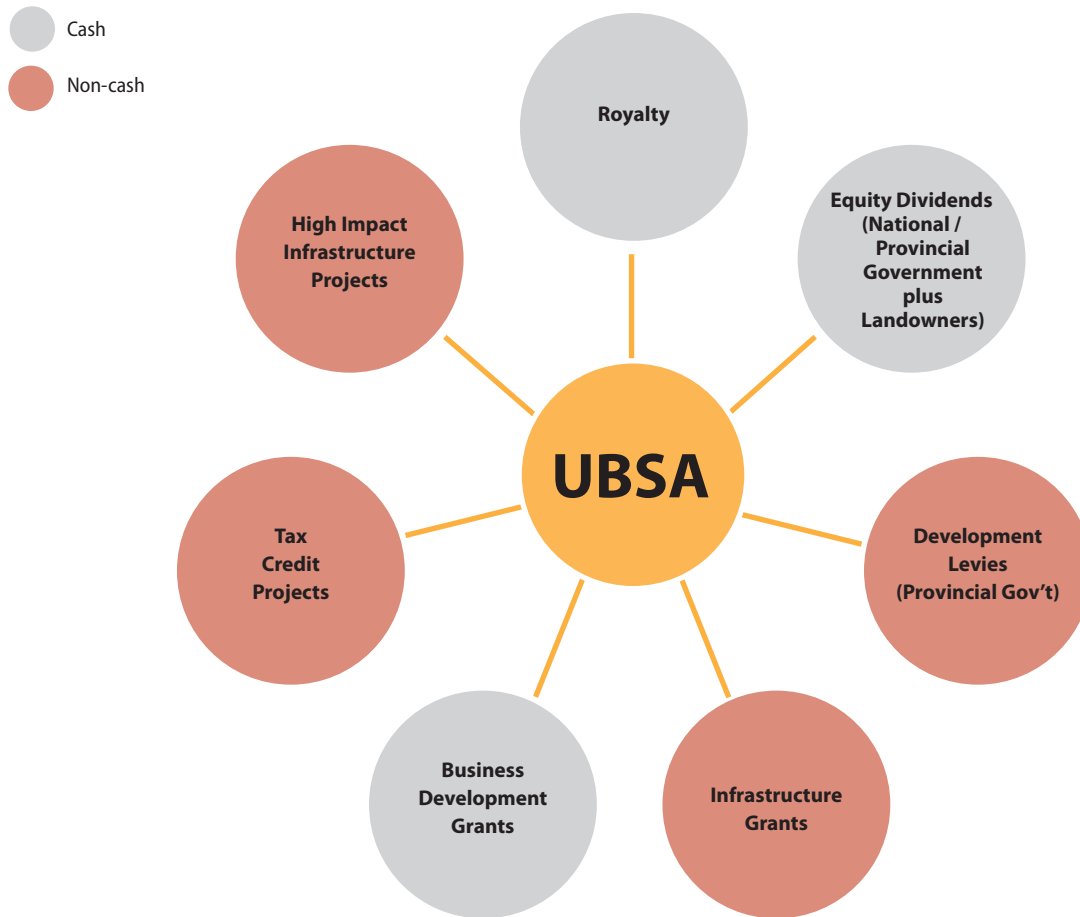 Cash
Non-cash
Royalty
Equity Dividends
(National /
Provincial
Government
plus
Landowners)
High Impact
Infrastructure
Projects
UBSA
Tax
Credit
Projects
Development
Levies
(Provincial Gov’t)
Business
Development
Grants
Infrastructure
Grants